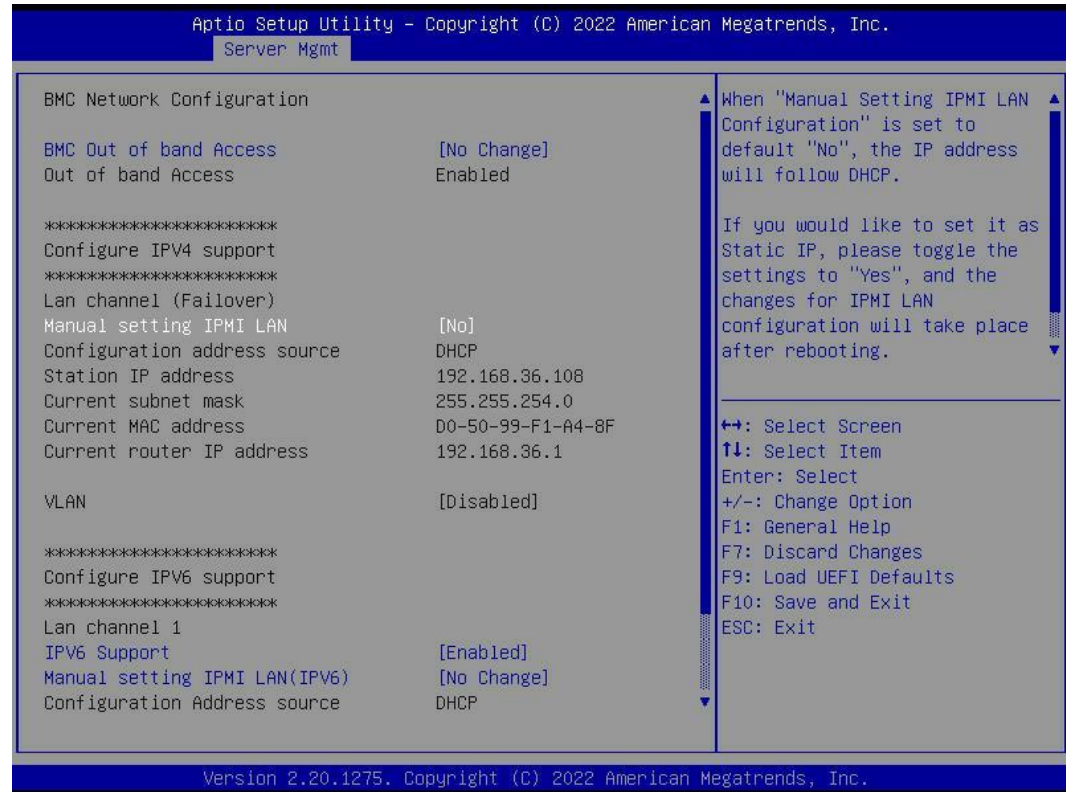 Aptio Setup Utility – Copyright (C) 2022 American Megatrends, Inc.
Server Mgmt
BMC Network Configuration
BMC Out of band Access [No Change]
Out of band Access Enabled
**********************
Configure IPV4 support
**********************
Lan channel (Failover)
Manual setting IPMI LAN [No]
Configuration address source DHCP
Station IP address 192.168.36.108
Current subnet mask 255.255.254.0
Current MAC address D0-50-99-F1-A4-8F
Current router IP address 192.168.36.1
VLAN [Disabled]
**********************
Configure IPV6 support
**********************
Lan channel 1
IPV6 Support [Enabled]
Manual setting IPMI LAN(IPV6) [No Change]
Configuration Address source DHCP
When "Manual Setting IPMI LAN
Configuration" is set to
default "No", the IP address
will follow DHCP.
If you would like to set it as
Static IP, please toggle the
settings to "Yes", and the
changes for IPMI LAN
configuration will take place
after rebooting.
↔: Select Screen
↑↓: Select Item
Enter: Select
+/-: Change Option
F1: General Help
F7: Discard Changes
F9: Load UEFI Defaults
F10: Save and Exit
ESC: Exit
Version 2.20.1275. Copyright (C) 2022 American Megatrends, Inc.